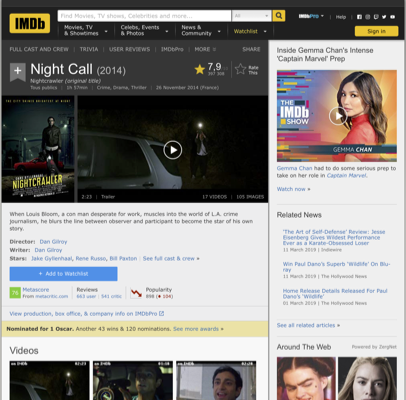 IMDb
Find Movies, TV shows, Celebrities and more...
All
Movies, TV
& Showtimes
Celebs, Events
& Photos
News &
Community
Watchlist
IMDbPro
Help
Sign in
FULL CAST AND CREW | TRIVIA | USER REVIEWS | IMDbPro | MORE
SHARE
Night Call (2014)
Nightcrawler (original title)
Tous publics | 1h 57min | Crime, Drama, Thriller | 26 November 2014 (France)
7,9
Rate
This
NIGHTCRAWLER
2:23 | Trailer
17 VIDEOS | 105 IMAGES
When Louis Bloom, a con man desperate for work, muscles into the world of L.A. crime
journalism, he blurs the line between observer and participant to become the star of his own
story.
Director: Dan Gilroy
Writer: Dan Gilroy
Stars: Jake Gyllenhaal, Rene Russo, Bill Paxton | See full cast & crew »
+ Add to Watchlist
Metascore
From metacritic.com
Reviews
663 user | 541 critic
Popularity
898
View production, box office, & company info on IMDbPro
Nominated for 1 Oscar. Another 43 wins & 120 nominations. See more awards »
Videos
Inside Gemma Chan's Intense
'Captain Marvel' Prep
THE
IMDb
SHOW
GEMMA CHAN
Gemma Chan had to do some serious prep
to take on her role in Captain Marvel.
Watch now »
Related News
'The Art of Self-Defense' Review: Jesse
Eisenberg Gives Wildest Performance
Ever as a Karate-Obsessed Loser
11 March 2019 | Indiewire
Win Paul Dano's Superb 'Wildlife' On Blu-
ray
11 March 2019 | The Hollywood News
Home Release Details Released For Paul
Dano's 'Wildlife'
01 March 2019 | The Hollywood News
See all related articles »
Around The Web
Powered by ZergNet